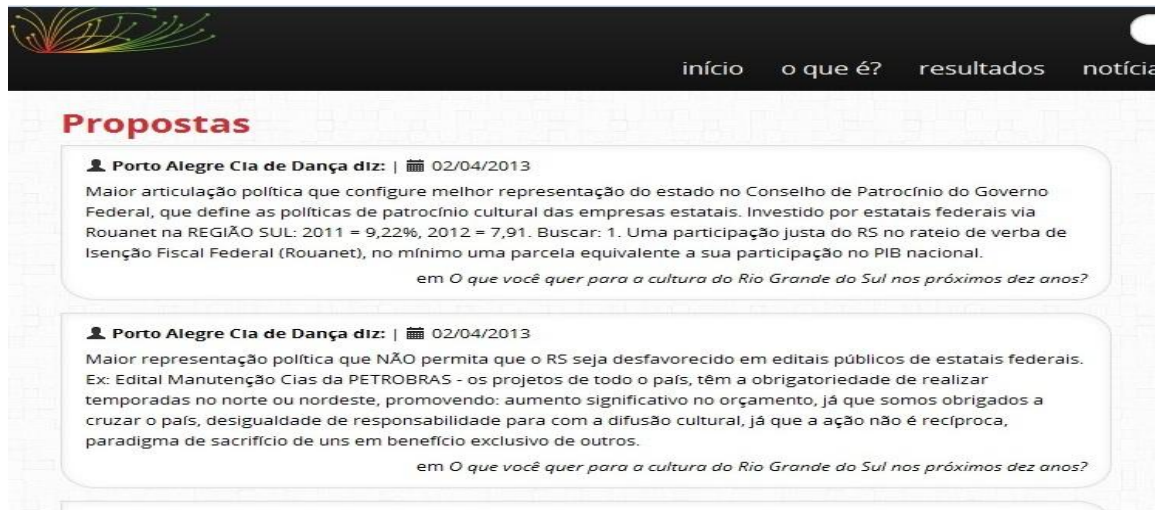 início o que é? resultados notícia
Propostas
Porto Alegre Cia de Dança diz: | 02/04/2013
Maior articulação política que configure melhor representação do estado no Conselho de Patrocínio do Governo
Federal, que define as políticas de patrocínio cultural das empresas estatais. Investido por estatais federais via
Rouanet na REGIÃO SUL: 2011 = 9,22%, 2012 = 7,91. Buscar: 1. Uma participação justa do RS no rateio de verba de
Isenção Fiscal Federal (Rouanet), no mínimo uma parcela equivalente a sua participação no PIB nacional.
em O que você quer para a cultura do Rio Grande do Sul nos próximos dez anos?
Porto Alegre Cia de Dança diz: | 02/04/2013
Maior representação política que NÃO permita que o RS seja desfavorecido em editais públicos de estatais federais.
Ex: Edital Manutenção Cias da PETROBRAS - os projetos de todo o país, têm a obrigatoriedade de realizar
temporadas no norte ou nordeste, promovendo: aumento significativo no orçamento, já que somos obrigados a
cruzar o país, desigualdade de responsabilidade para com a difusão cultural, já que a ação não é recíproca,
paradigma de sacrifício de uns em benefício exclusivo de outros.
em O que você quer para a cultura do Rio Grande do Sul nos próximos dez anos?